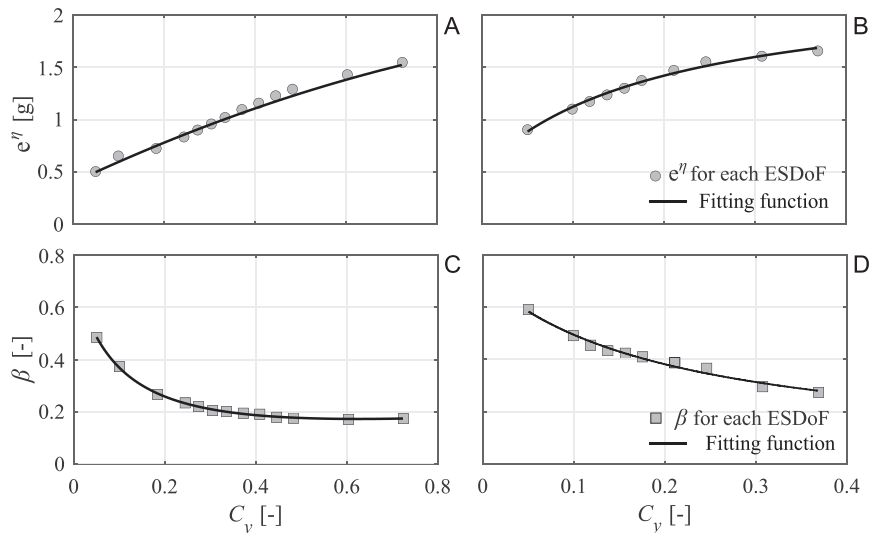 A
2
1.5
1
0.5
0
e^η [g]
B
e^η for each ESDoF
Fitting function
C
0.8
0.6
0.4
0.2
0
β [-]
0 0.2 0.4 0.6 0.8
C_y [-]
D
β for each ESDoF
Fitting function
0 0.1 0.2 0.3 0.4
C_y [-]